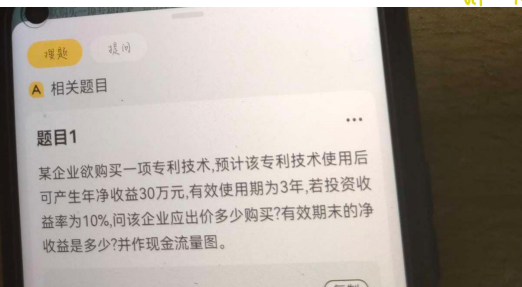 提问
相关题目
题目1
某企业欲购买一项专利技术,预计该专利技术使用后
可产生年净收益30万元,有效使用期为3年,若投资收
益率为10%,问该企业应出价多少购买?有效期末的净
收益是多少?并作现金流量图。